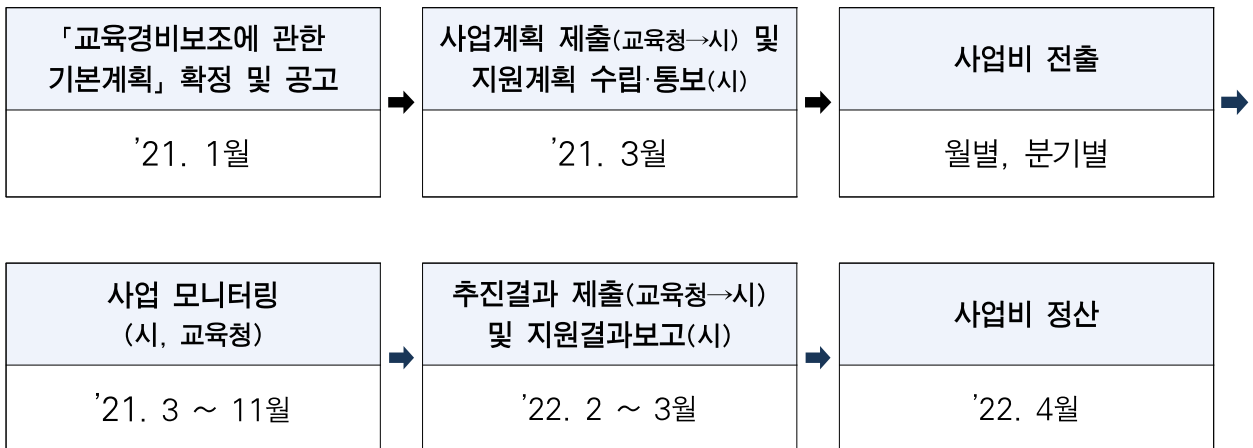 「교육경비보조에 관한
기본계획」 확정 및 공고
'21. 1월
사업계획 제출(교육청→시) 및
지원계획 수립·통보(시)
'21. 3월
사업비 전출
월별, 분기별
사업 모니터링
(시, 교육청)
'21. 3 ~ 11월
추진결과 제출(교육청→시)
및 지원결과보고(시)
'22. 2 ~ 3월
사업비 정산
'22. 4월